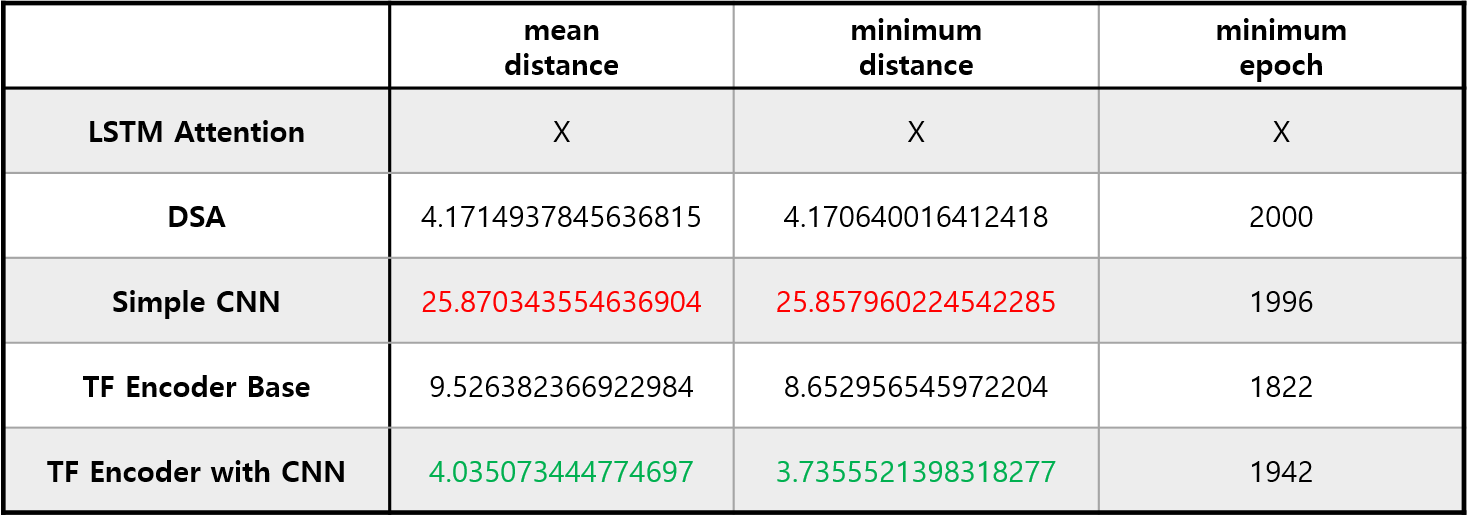 mean
distance
minimum
distance
minimum
epoch
LSTM Attention X X X
DSA 4.1714937845636815 4.170640016412418 2000
Simple CNN 25.870343554636904 25.857960224542285 1996
TF Encoder Base 9.526382366922984 8.652956545972204 1822
TF Encoder with CNN 4.035073444774697 3.7355521398318277 1942